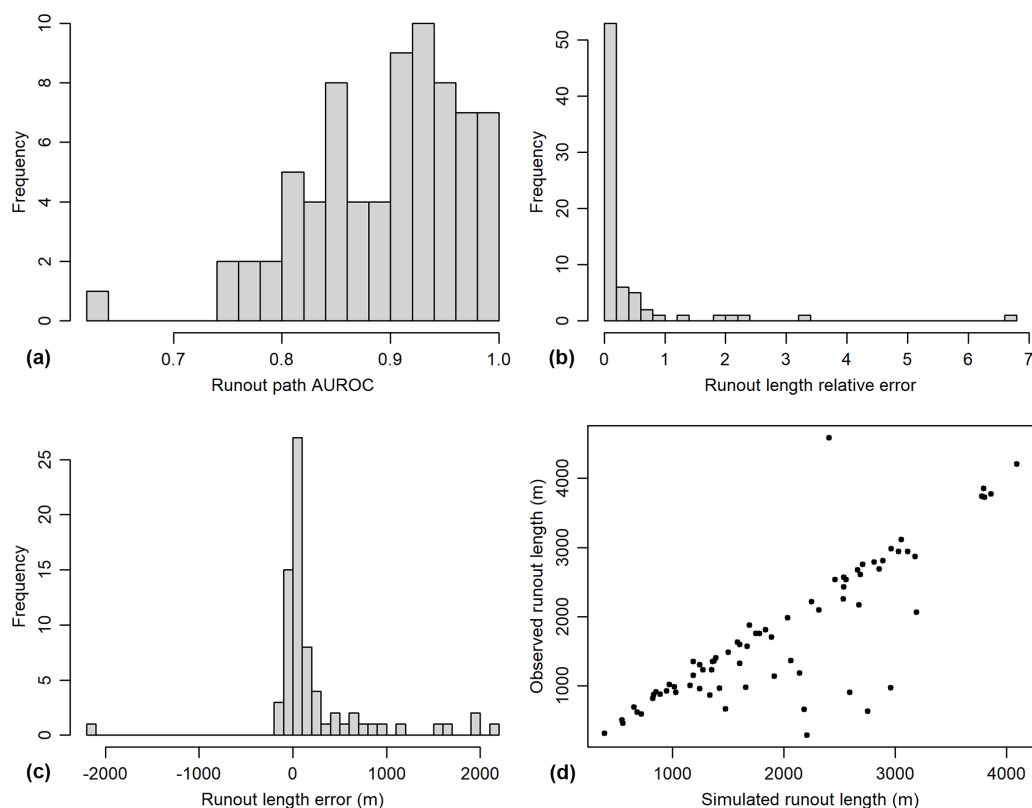 10
8
6
4
2
0
Frequency
0.7 0.8 0.9 1.0
(a)
Runout path AUROC
50
40
30
20
10
0
Frequency
0 1 2 3 4 5 6 7
(b)
Runout length relative error
25
20
15
10
5
0
Frequency
-2000 -1000 0 1000 2000
(c)
Runout length error (m)
4000
3000
2000
1000
Observed runout length (m)
1000 2000 3000 4000
(d)
Simulated runout length (m)